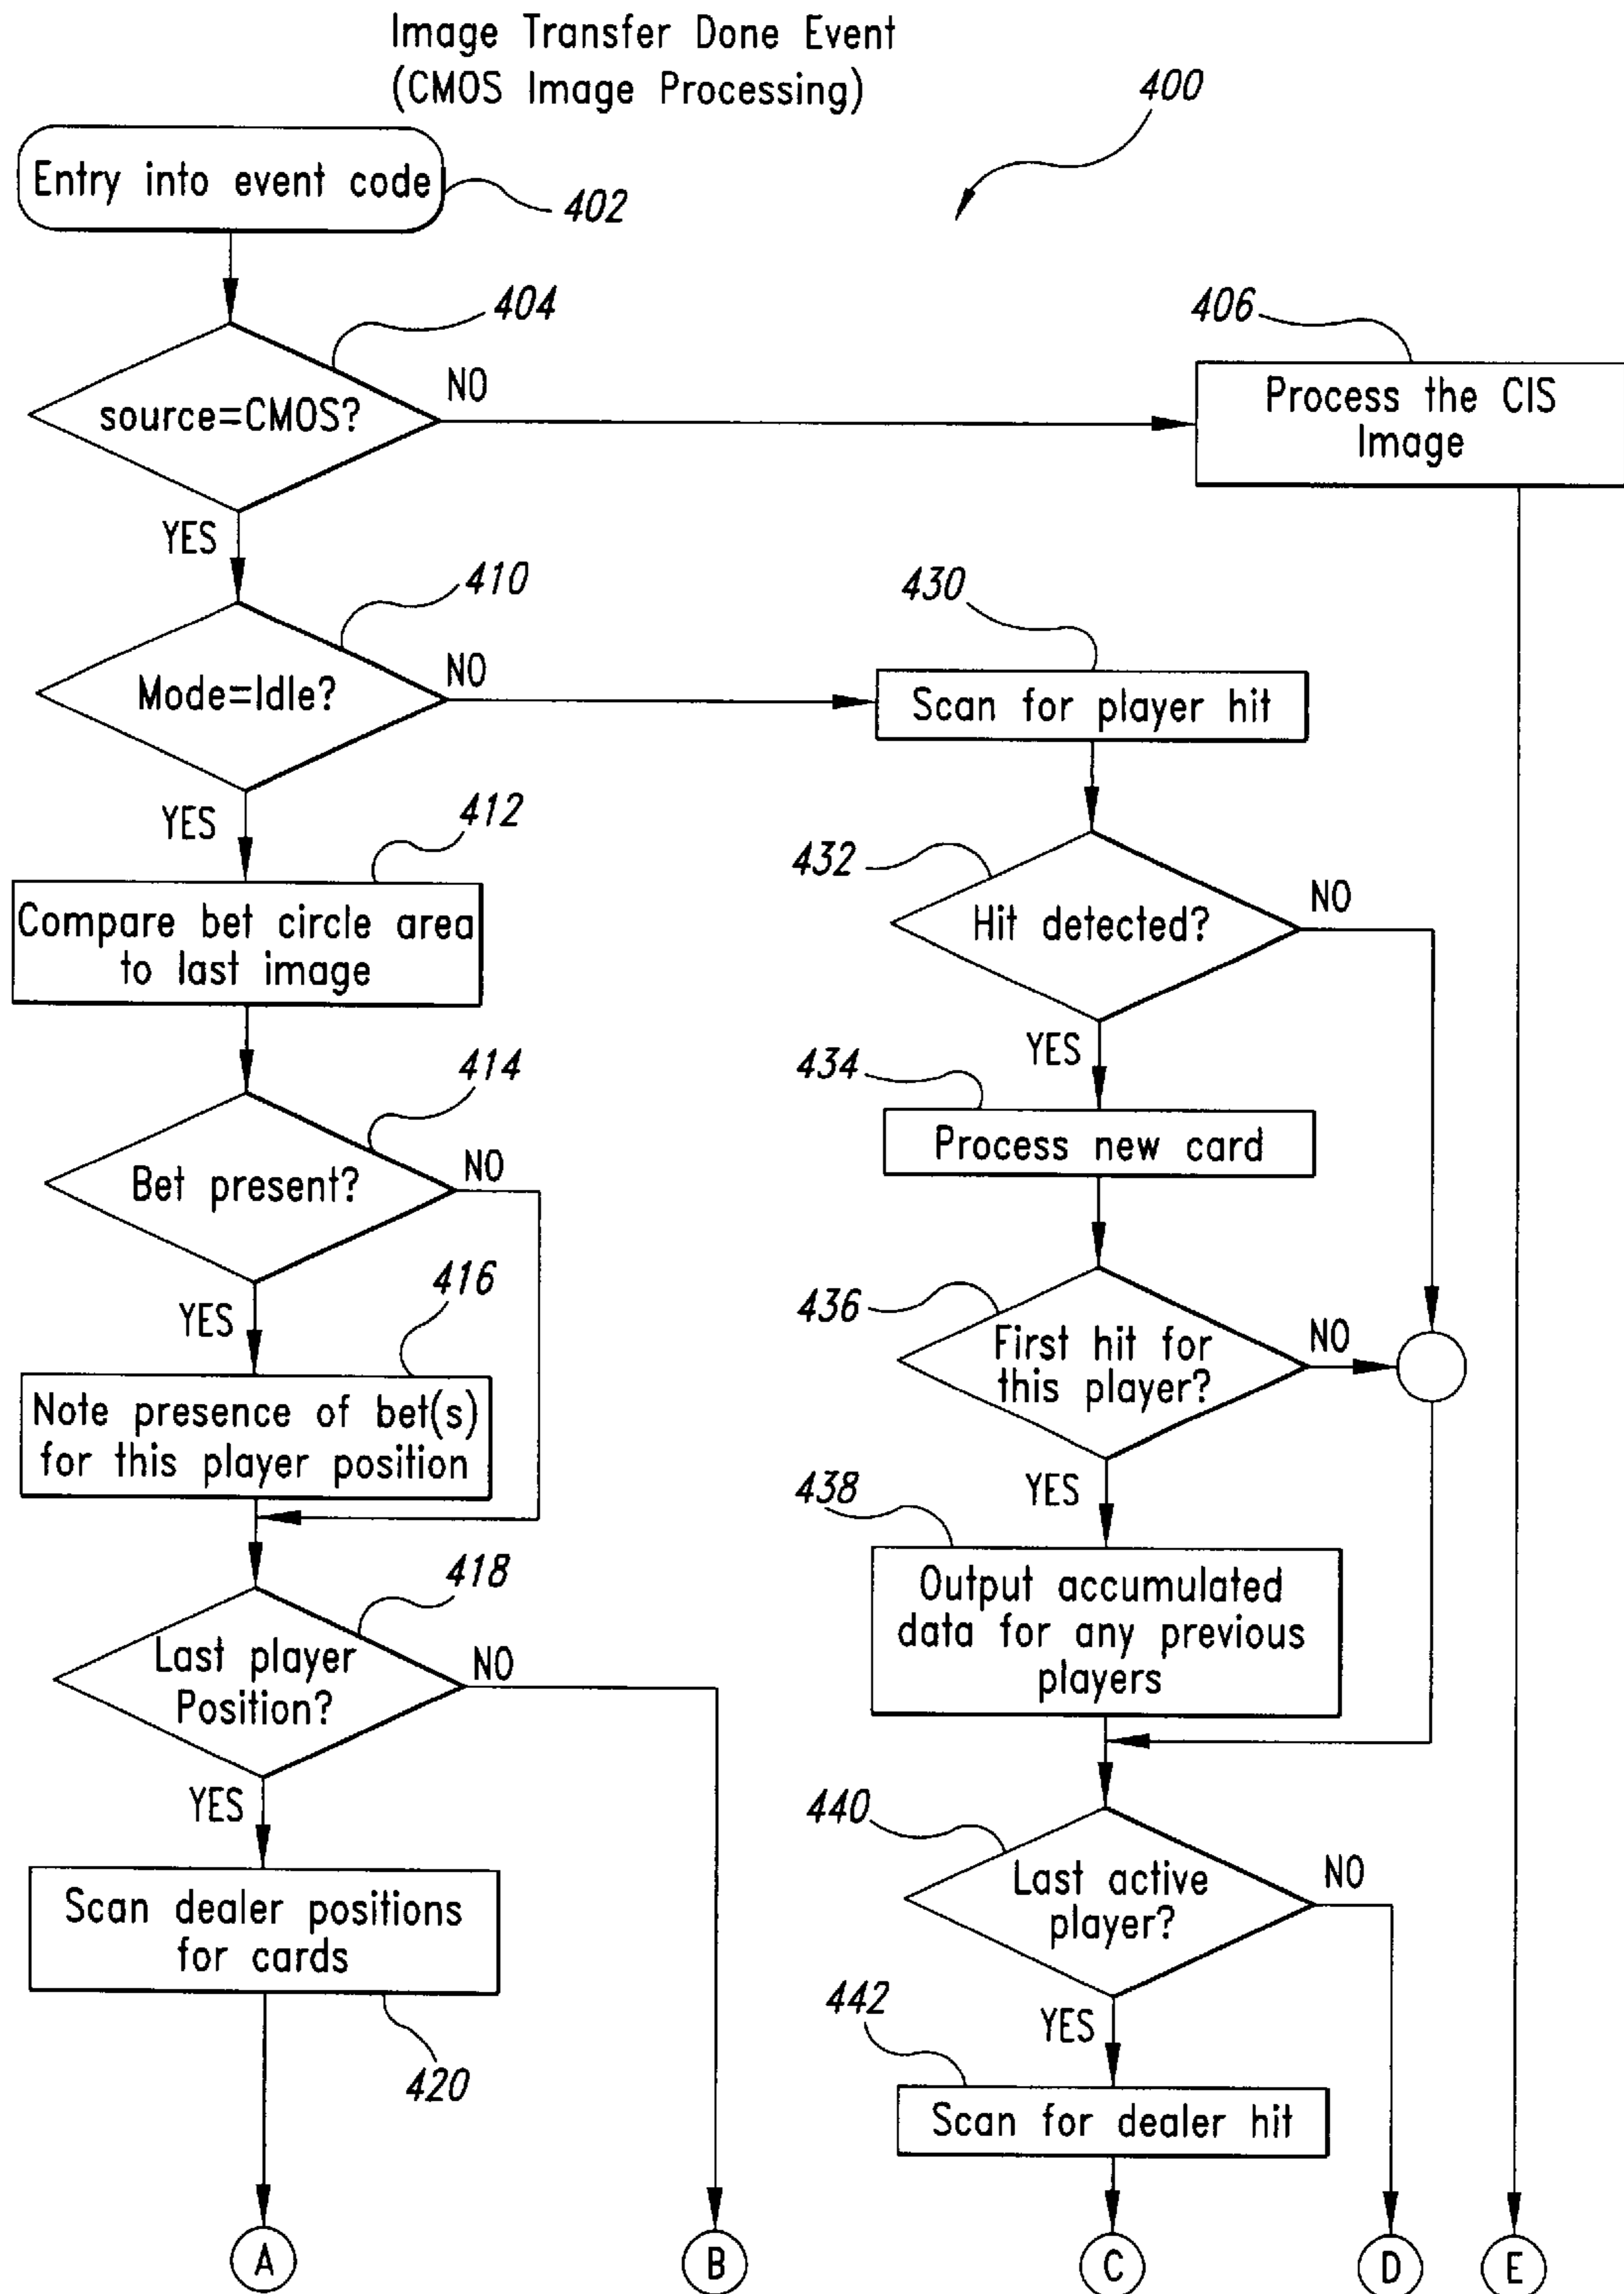 Image Transfer Done Event
(CMOS Image Processing)
400
Entry into event code
402
404
source=CMOS?
NO
406
Process the CIS
Image
YES
410
Mode=Idle?
NO
430
Scan for player hit
YES
412
Compare bet circle area
to last image
432
Hit detected?
NO
YES
414
Bet present?
NO
434
Process new card
YES
416
Note presence of bet(s)
for this player position
436
First hit for
this player?
NO
YES
418
Last player
Position?
NO
438
Output accumulated
data for any previous
players
YES
Scan dealer positions
for cards
420
440
Last active
player?
NO
YES
442
Scan for dealer hit
A
B
C
D
E